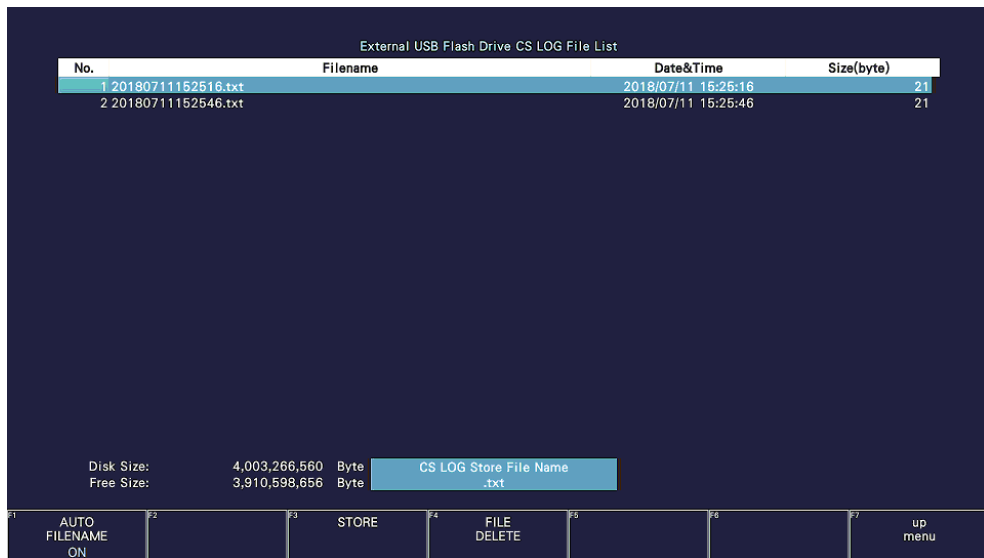 External USB Flash Drive CS LOG File List
No. Filename Date&Time Size(byte)
1 20180711152516.txt 2018/07/11 15:25:16 21
2 20180711152546.txt 2018/07/11 15:25:46 21
Disk Size: 4,003,266,560 Byte
Free Size: 3,910,598,656 Byte
CS LOG Store File Name
.txt
F1 AUTO
FILENAME
ON
F2
F3 STORE
F4 FILE
DELETE
F5
F6
F7 up
menu